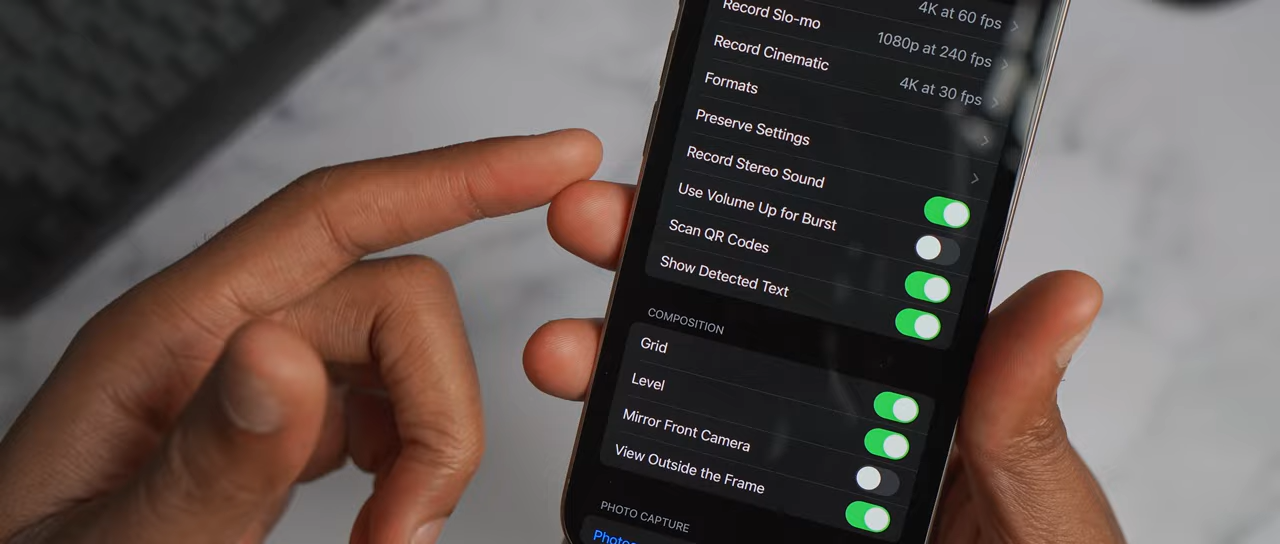 4K at 60 fps
Record Slo-mo 1080p at 240 fps
Record Cinematic 4K at 30 fps
Formats
Preserve Settings
Record Stereo Sound
Use Volume Up for Burst
Scan QR Codes
Show Detected Text
COMPOSITION
Grid
Level
Mirror Front Camera
View Outside the Frame
PHOTO CAPTURE